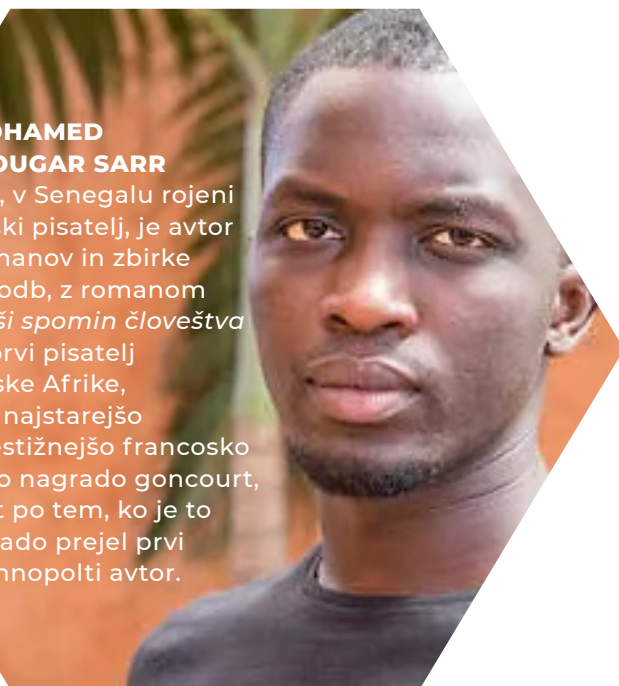 OHAMED
OUGAR SARR
, v Senegalu rojeni
ki pisatelj, je avtor
manov in zbirke
odb, z romanom
ši spomin človeštva
prvi pisatelj
ske Afrike,
najstarejšo
estižnejšo francosko
o nagrado goncourt,
t po tem, ko je to
ado prejel prvi
nnopolti avtor.